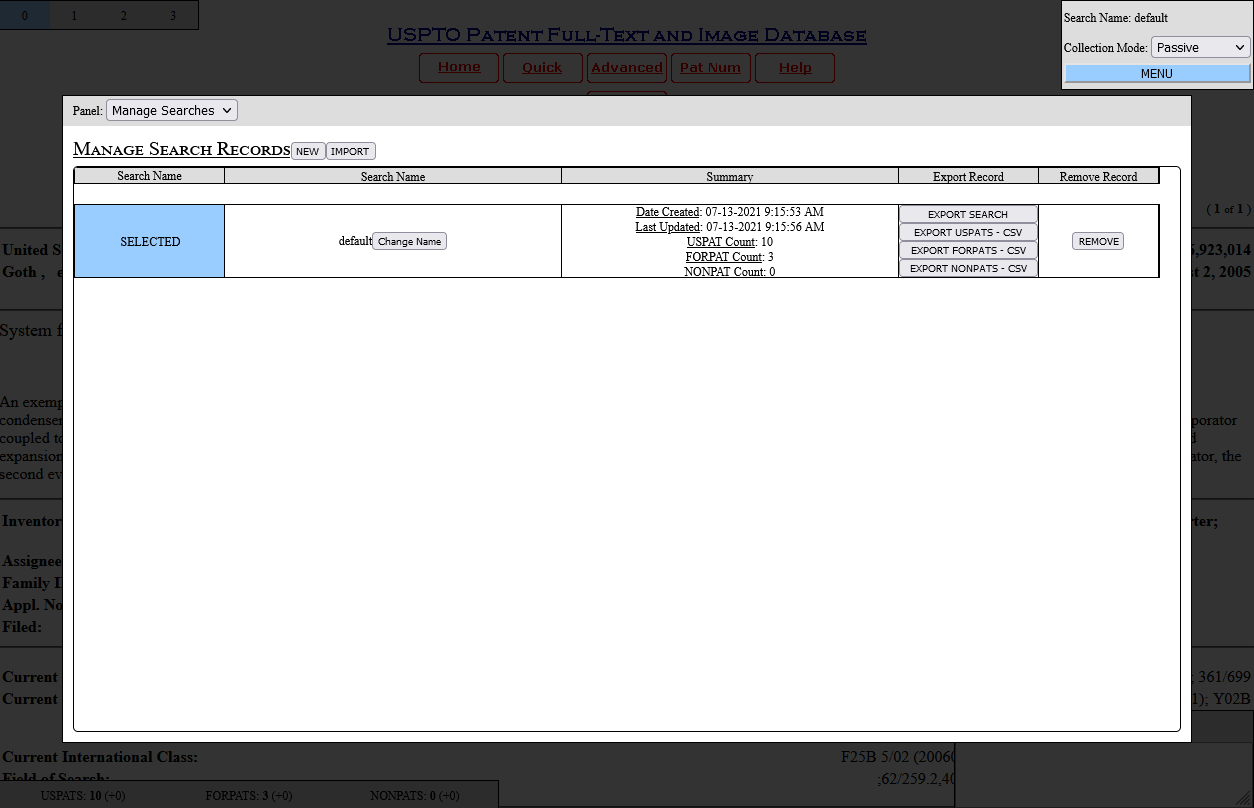 0 1 2 3
USPTO PATENT FULL-TEXT AND IMAGE DATABASE
Home Quick Advanced Pat Num Help
Search Name: default
Collection Mode: Passive
MENU
Panel: Manage Searches
MANAGE SEARCH RECORDS NEW IMPORT
Search Name Search Name Summary Export Record Remove Record
SELECTED
default Change Name
Date Created: 07-13-2021 9:15:53 AM
Last Updated: 07-13-2021 9:15:56 AM
USPAT Count: 10
FORPAT Count: 3
NONPAT Count: 0
EXPORT SEARCH
EXPORT USPATS - CSV
EXPORT FORPATS - CSV
EXPORT NONPATS - CSV
REMOVE
( 1 of 1 )
United S ,923,014
Goth , e t 2, 2005
System f
An exemp
condenser porator
coupled to
expansion ator, the
second ev
Inventor rter;
Assignee
Family I
Appl. No
Filed:
Current ; 361/699
Current 1); Y02B
Current International Class: F25B 5/02 (2006
Field of Search: ;62/259.2,40
USPATS: 10 (+0) FORPATS: 3 (+0) NONPATS: 0 (+0)